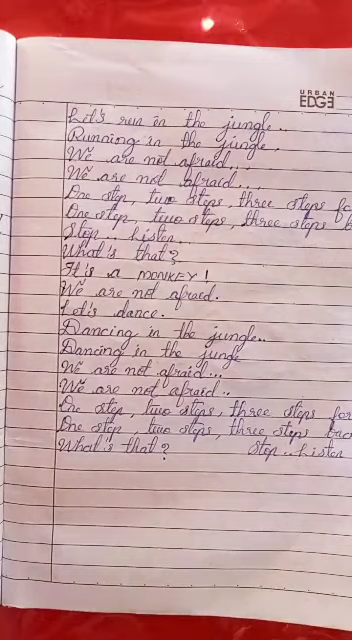 URBAN
EDGE
Let's run in the jungle..
Running in the jungle.
We are not afraid...
We are not afraid...
One step, two steps, three steps fo
One step, two steps, three steps b
Stop.. Listen..
What's that?
It's a MONKEY!
We are not afraid.
Let's dance.
Dancing in the jungle..
Dancing in the junge
We are not afraid...
We are not afraid..
One step, two steps, three steps for
One step, two steps, three steps bac
What's that? Stop.. Listen